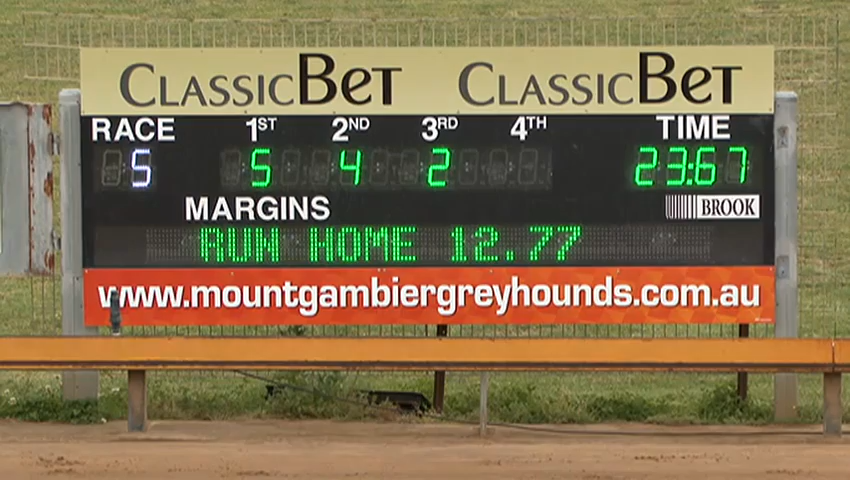 CLASSICBET CLASSICBET
RACE 1ST 2ND 3RD 4TH TIME
5 5 4 2 23:67
MARGINS BROOK
RUN HOME 12.77
www.mountgambiergreyhounds.com.au